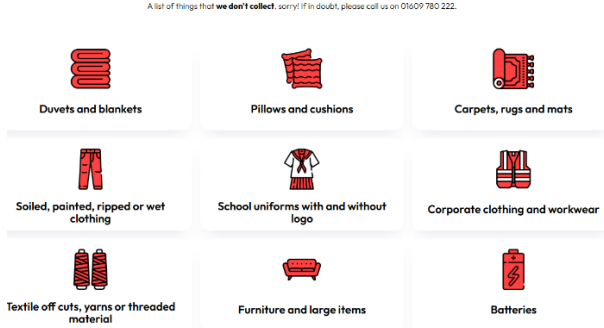 A list of things that we don't collect, sorry! If in doubt, please call us on 01609 780 222.
Duvets and blankets
Pillows and cushions
Carpets, rugs and mats
Soiled, painted, ripped or wet
clothing
School uniforms with and without
logo
Corporate clothing and workwear
Textile off cuts, yarns or threaded
material
Furniture and large items
Batteries